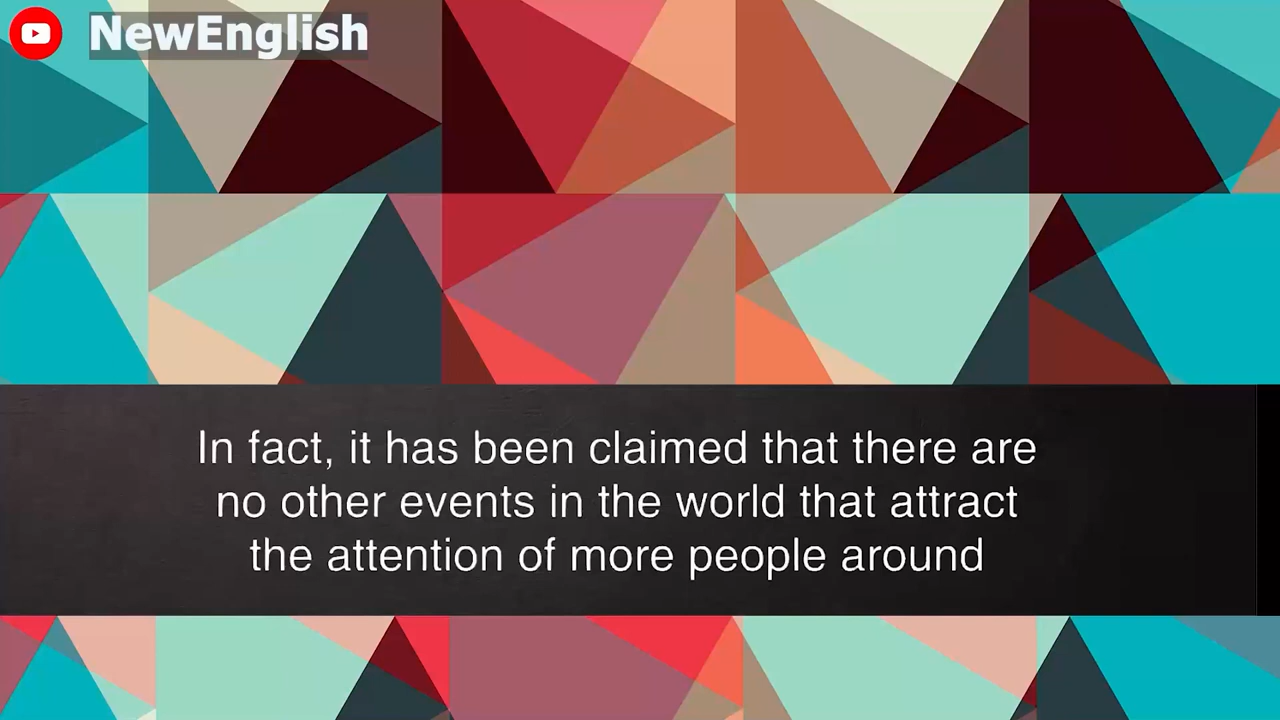 NewEnglish
In fact, it has been claimed that there are
no other events in the world that attract
the attention of more people around